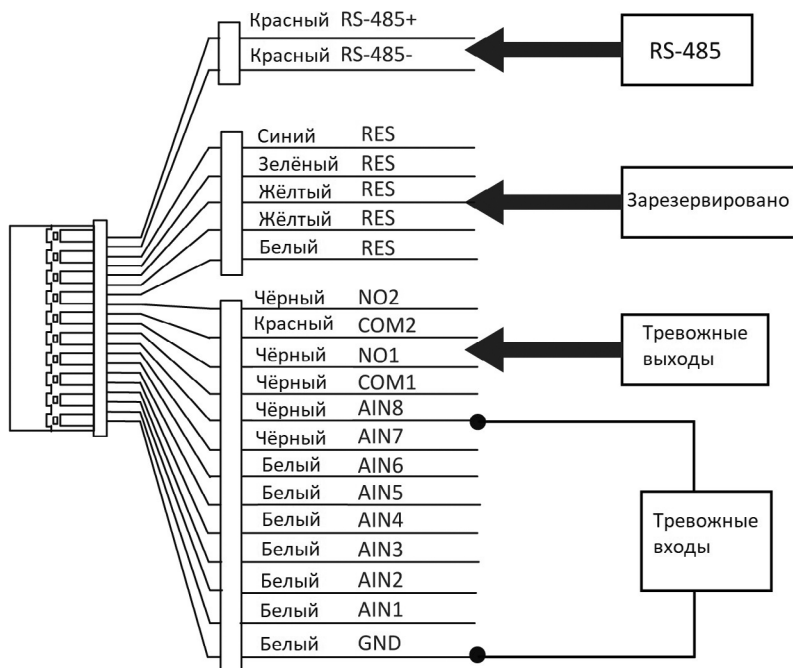 Красный RS-485+
Красный RS-485-
RS-485
Синий RES
Зелёный RES
Жёлтый RES
Жёлтый RES
Белый RES
Зарезервировано
Чёрный NO2
Красный COM2
Чёрный NO1
Чёрный COM1
Тревожные
выходы
Чёрный AIN8
Чёрный AIN7
Белый AIN6
Белый AIN5
Белый AIN4
Белый AIN3
Белый AIN2
Белый AIN1
Белый GND
Тревожные
входы